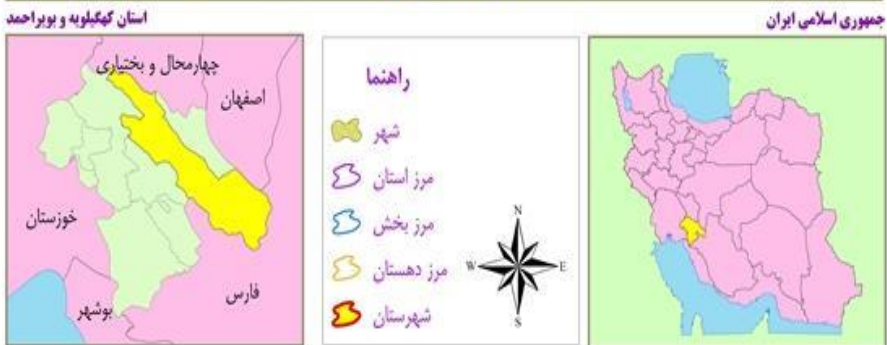 جمهوری اسلامی ایران
استان کهگیلویه و بویراحمد
راهنما
شهر
مرز استان
مرز بخش
مرز دهستان
شهرستان
N
W
E
S
چهارمحال و بختیاری
اصفهان
خوزستان
فارس
بوشهر